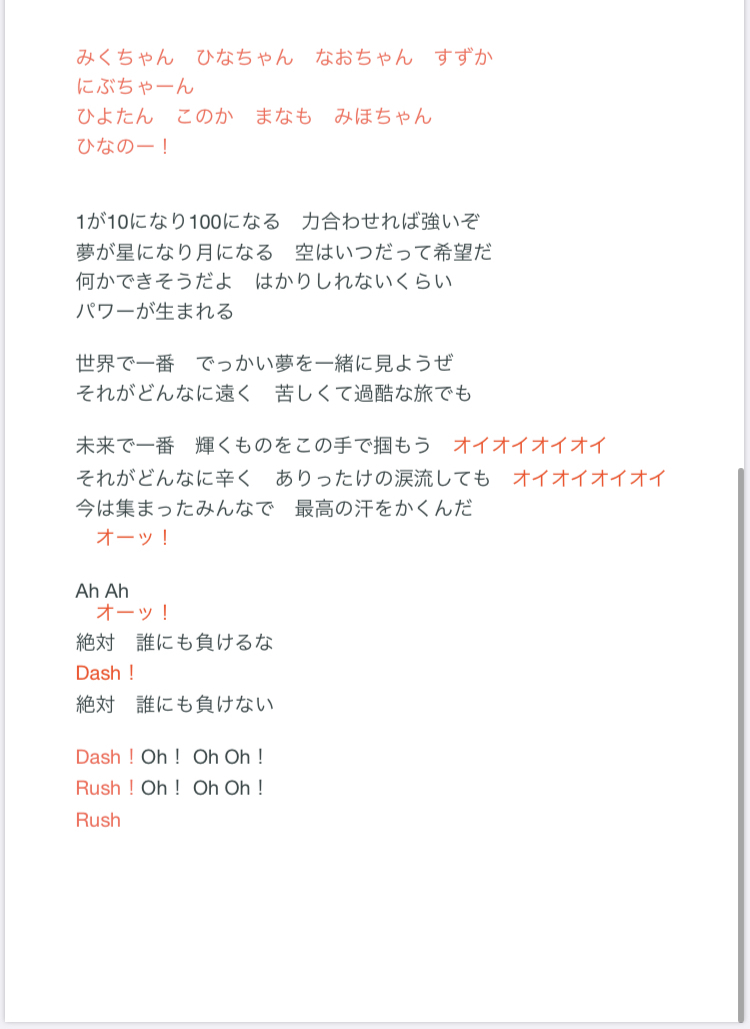 みくちゃん　ひなちゃん　なおちゃん　すずか
にぶちゃーん
ひよたん　このか　まなも　みほちゃん
ひなのー！
1が10になり100になる　力合わせれば強いぞ
夢が星になり月になる　空はいつだって希望だ
何かできそうだよ　はかりしれないくらい
パワーが生まれる
世界で一番　でっかい夢を一緒に見ようぜ
それがどんなに遠く　苦しくて過酷な旅でも
未来で一番　輝くものをこの手で掴もう　オイオイオイオイ
それがどんなに辛く　ありったけの涙流しても　オイオイオイオイ
今は集まったみんなで　最高の汗をかくんだ
オーッ！
Ah Ah
オーッ！
絶対　誰にも負けるな
Dash！
絶対　誰にも負けない
Dash！Oh！ Oh Oh！
Rush！Oh！ Oh Oh！
Rush